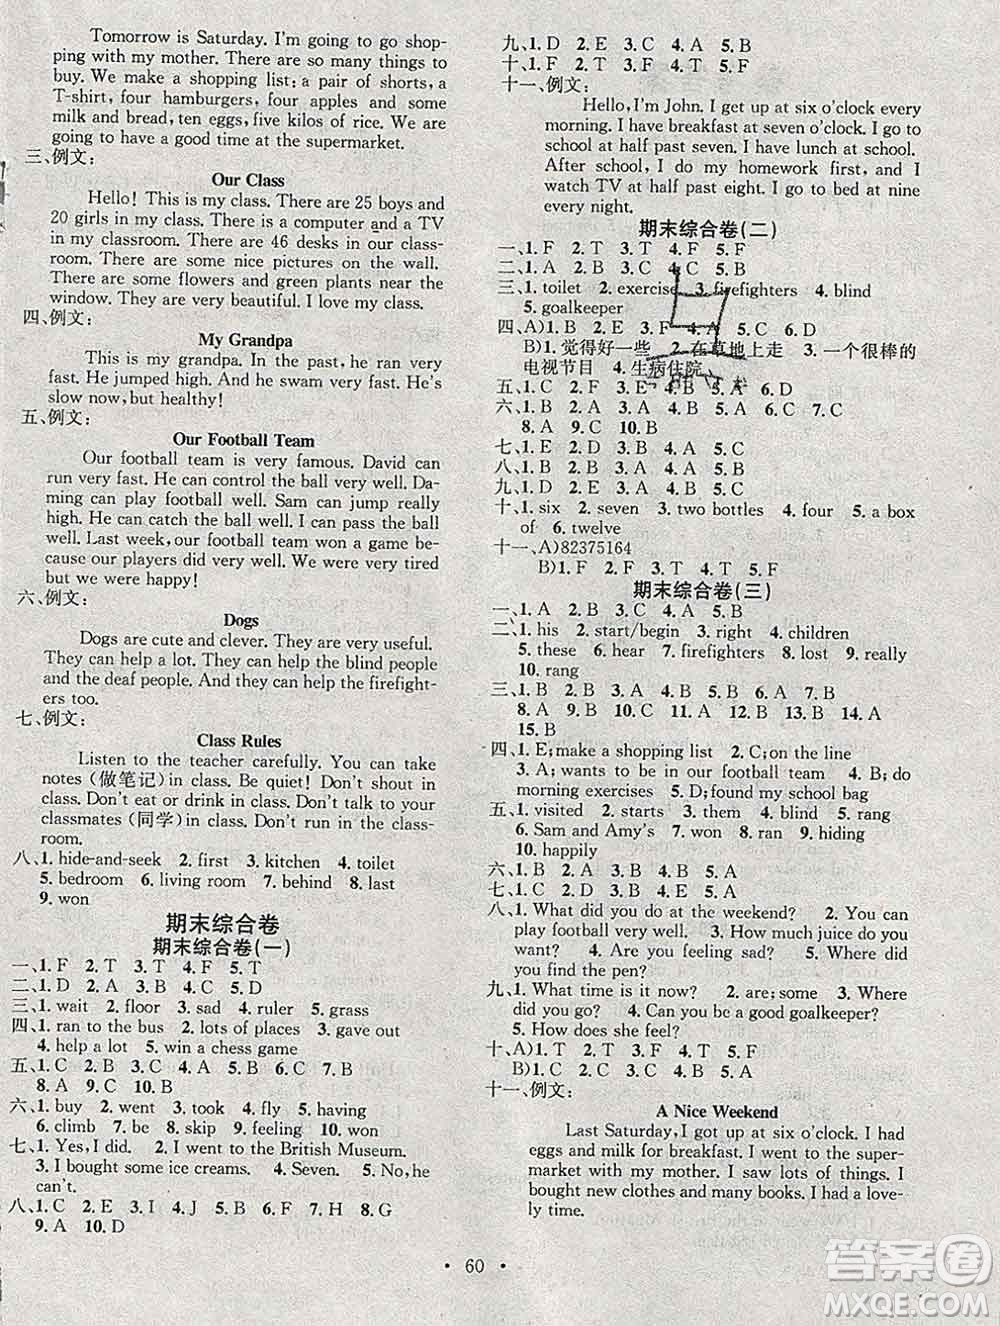 Tomorrow is Saturday. I'm going to go shop-
ping with my mother. There are so many things to
buy. We make a shopping list: a pair of shorts, a
T-shirt, four hamburgers, four apples and some
milk and bread, ten eggs, five kilos of rice. We are
going to have a good time at the supermarket.
三、例文:
Our Class
Hello! This is my class. There are 25 boys and
20 girls in my class. There is a computer and a TV
in my classroom. There are 46 desks in our class-
room. There are some nice pictures on the wall.
There are some flowers and green plants near the
window. They are very beautiful. I love my class.
四、例文:
My Grandpa
This is my grandpa. In the past, he ran very
fast. He jumped high. And he swam very fast. He's
slow now, but healthy!
五、例文:
Our Football Team
Our football team is very famous. David can
run very fast. He can control the ball very well. Da-
ming can play football well. Sam can jump really
high. He can catch the ball well. I can pass the ball
well. Last week, our football team won a game be-
cause our players did very well. They were very tired
but we were happy!
六、例文:
Dogs
Dogs are cute and clever. They are very useful.
They can help a lot. They can help the blind people
and the deaf people. They can help the firefight-
ers too.
七、例文:
Class Rules
Listen to the teacher carefully. You can take
notes (做笔记) in class. Be quiet! Don't shout in
class. Don't eat or drink in class. Don't talk to your
classmates (同学) in class. Don't run in the class-
room.
八、1. hide-and-seek 2. first 3. kitchen 4. toilet
5. bedroom 6. living room 7. behind 8. last
9. won
期末综合卷
期末综合卷(一)
一、1. F 2. T 3. T 4. F 5. T
二、1. D 2. A 3. B 4. C 5. D
三、1. wait 2. floor 3. sad 4. ruler 5. grass
四、1. ran to the bus 2. lots of places 3. gave out
4. help a lot 5. win a chess game
五、1. C 2. B 3. C 4. A 5. B 6. C 7. C
8. A 9. A 10. B
六、1. buy 2. went 3. took 4. fly 5. having
6. climb 7. be 8. skip 9. feeling 10. won
七、1. Yes, I did. 2. I went to the British Museum.
3. I bought some ice creams. 4. Seven. 5. No, he
can't.
八、1. C 2. E 3. I 4. J 5. B 6. F 7. H 8. G
9. A 10. D
九、1. D 2. E 3. C 4. A 5. B
十、1. F 2. T 3. F 4. T 5. F
十一、例文:
Hello, I'm John. I get up at six o'clock every
morning. I have breakfast at seven o'clock. I go to
school at half past seven. I have lunch at school.
After school, I do my homework first, and I
watch TV at half past eight. I go to bed at nine
every night.
期末综合卷(二)
一、1. F 2. T 3. T 4. F 5. F
二、1. A 2. C 3. C 4. C 5. B
三、1. toilet 2. exercise 3. firefighters 4. blind
5. goalkeeper
四、A)1. B 2. B 3. F 4. A 5. C
B)1. 觉得好一些 2. 在草地上走 3. 一个很棒的
电视节目 4. 生病住院
五、1. C 2. F 3. E 4. B 5. A 6. D
六、1. B 2. A 3. B 4. A 5. C 6. C 7. C
8. C 9. C 10. B
七、1. E 2. D 3. B 4. A 5. C
八、1. B 2. C 3. A 4. C 5. B
九、1. D 2. E 3. B 4. A 5. C
十、1. six 2. seven 3. two bottles 4. four 5. a box
of 6. twelve
十一、A)82375164
B)1. F 2. F 3. T 4. T 5. F
期末综合卷(三)
一、1. A 2. B 3. C 4. A 5. B
二、1. his 2. start/begin 3. right 4. children
5. these 6. hear 7. firefighters 8. lost 9. really
10. rang
三、1. B 2. B 3. A 4. B 5. C 6. B 7. B
8. A 9. A 10. B 11. A 12. A 13. B 14. A
15. B
四、1. E; make a shopping list 2. C; on the line
3. A; wants to be in our football team 4. B; do
morning exercises 5. D; found my school bag
五、1. visited 2. starts 3. them 4. blind 5. sing
6. Sam and Amy's 7. won 8. ran 9. hiding
10. happily
六、1. B 2. A 3. B 4. B 5. A
七、1. C 2. D 3. B 4. E 5. A
八、1. What did you do at the weekend? 2. You can
play football very well. 3. How much juice do you
want? 4. Are you feeling sad? 5. Where did you
find the pen?
九、1. What time is it now? 2. are; some 3. Where
did you go? 4. Can you be a good goalkeeper?
5. How does she feel?
十、A)1. T 2. T 3. F 4. T 5. F
B)1. C 2. B 3. A 4. B 5. A
十一、例文:
A Nice Weekend
Last Saturday, I got up at six o'clock. I had
eggs and milk for breakfast. I went to the super-
market with my mother. I saw lots of things. I
bought new clothes and many books. I had a love-
ly time.
• 60 •
答案圈
MXQE.COM